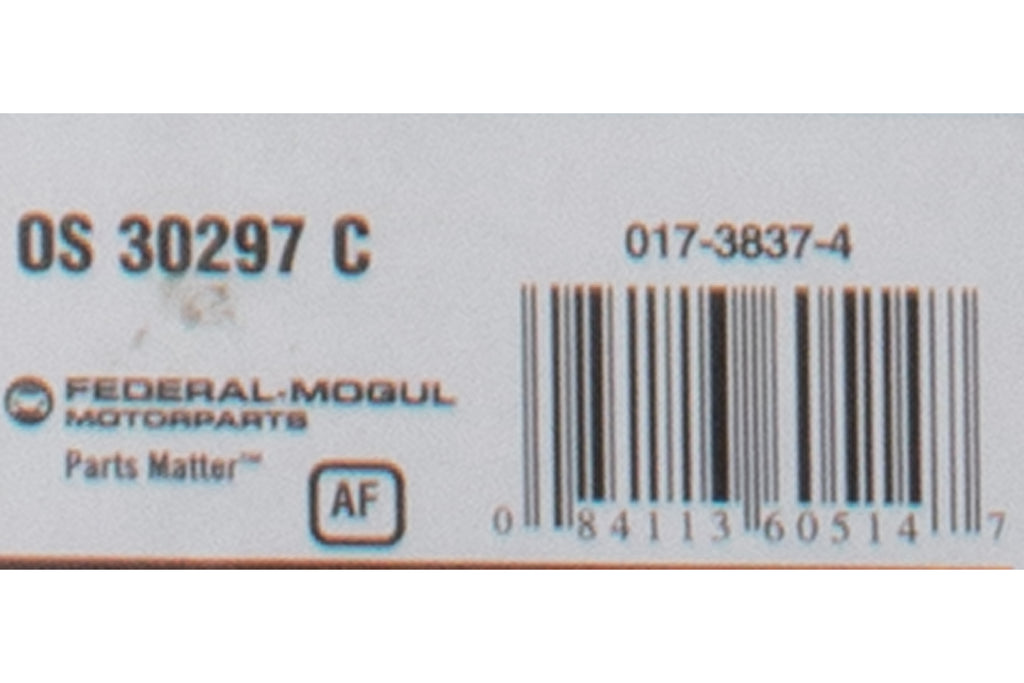 OS 30297 C
017-3837-4
FEDERAL-MOGUL
MOTORPARTS
Parts Matter™
AF
0 84113 60514 7